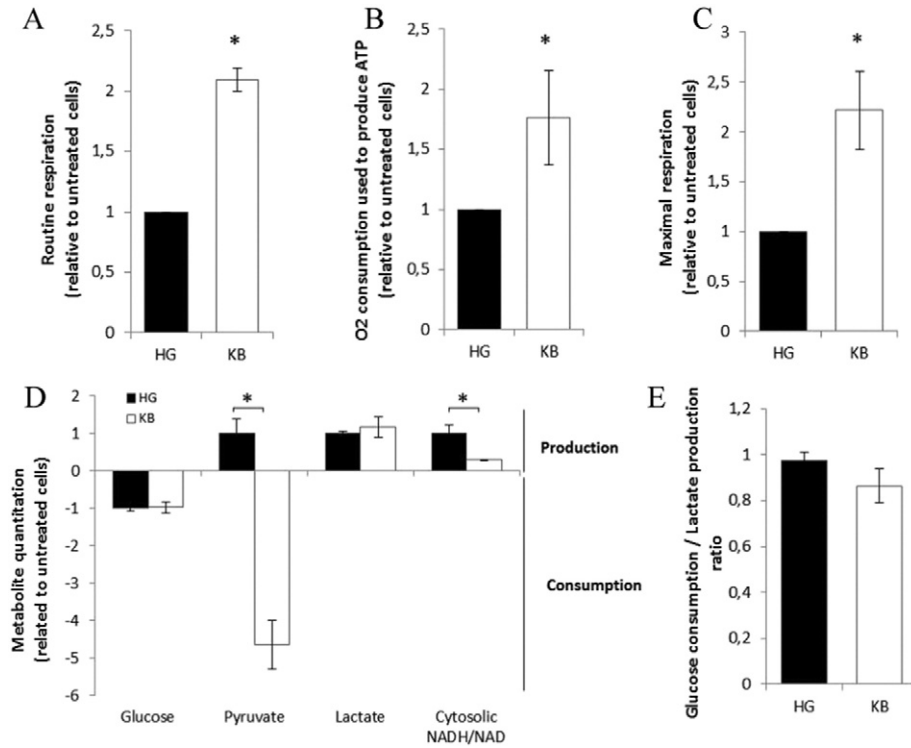 A
Routine respiration
(relative to untreated cells)
2,5
2
1,5
1
0,5
0
*
HG
KB
B
O2 consumption used to produce ATP
(relative to untreated cells)
2,5
2
1,5
1
0,5
0
*
HG
KB
C
Maximal respiration
(relative to untreated cells)
3
2,5
2
1,5
1
0,5
0
*
HG
KB
D
Metabolite quantitation
(related to untreated cells)
2
1
0
-1
-2
-3
-4
-5
-6
HG
KB
*
*
Production
Consumption
Glucose
Pyruvate
Lactate
Cytosolic
NADH/NAD
E
Glucose consumption / Lactate production
ratio
1,2
1
0,8
0,6
0,4
0,2
0
HG
KB